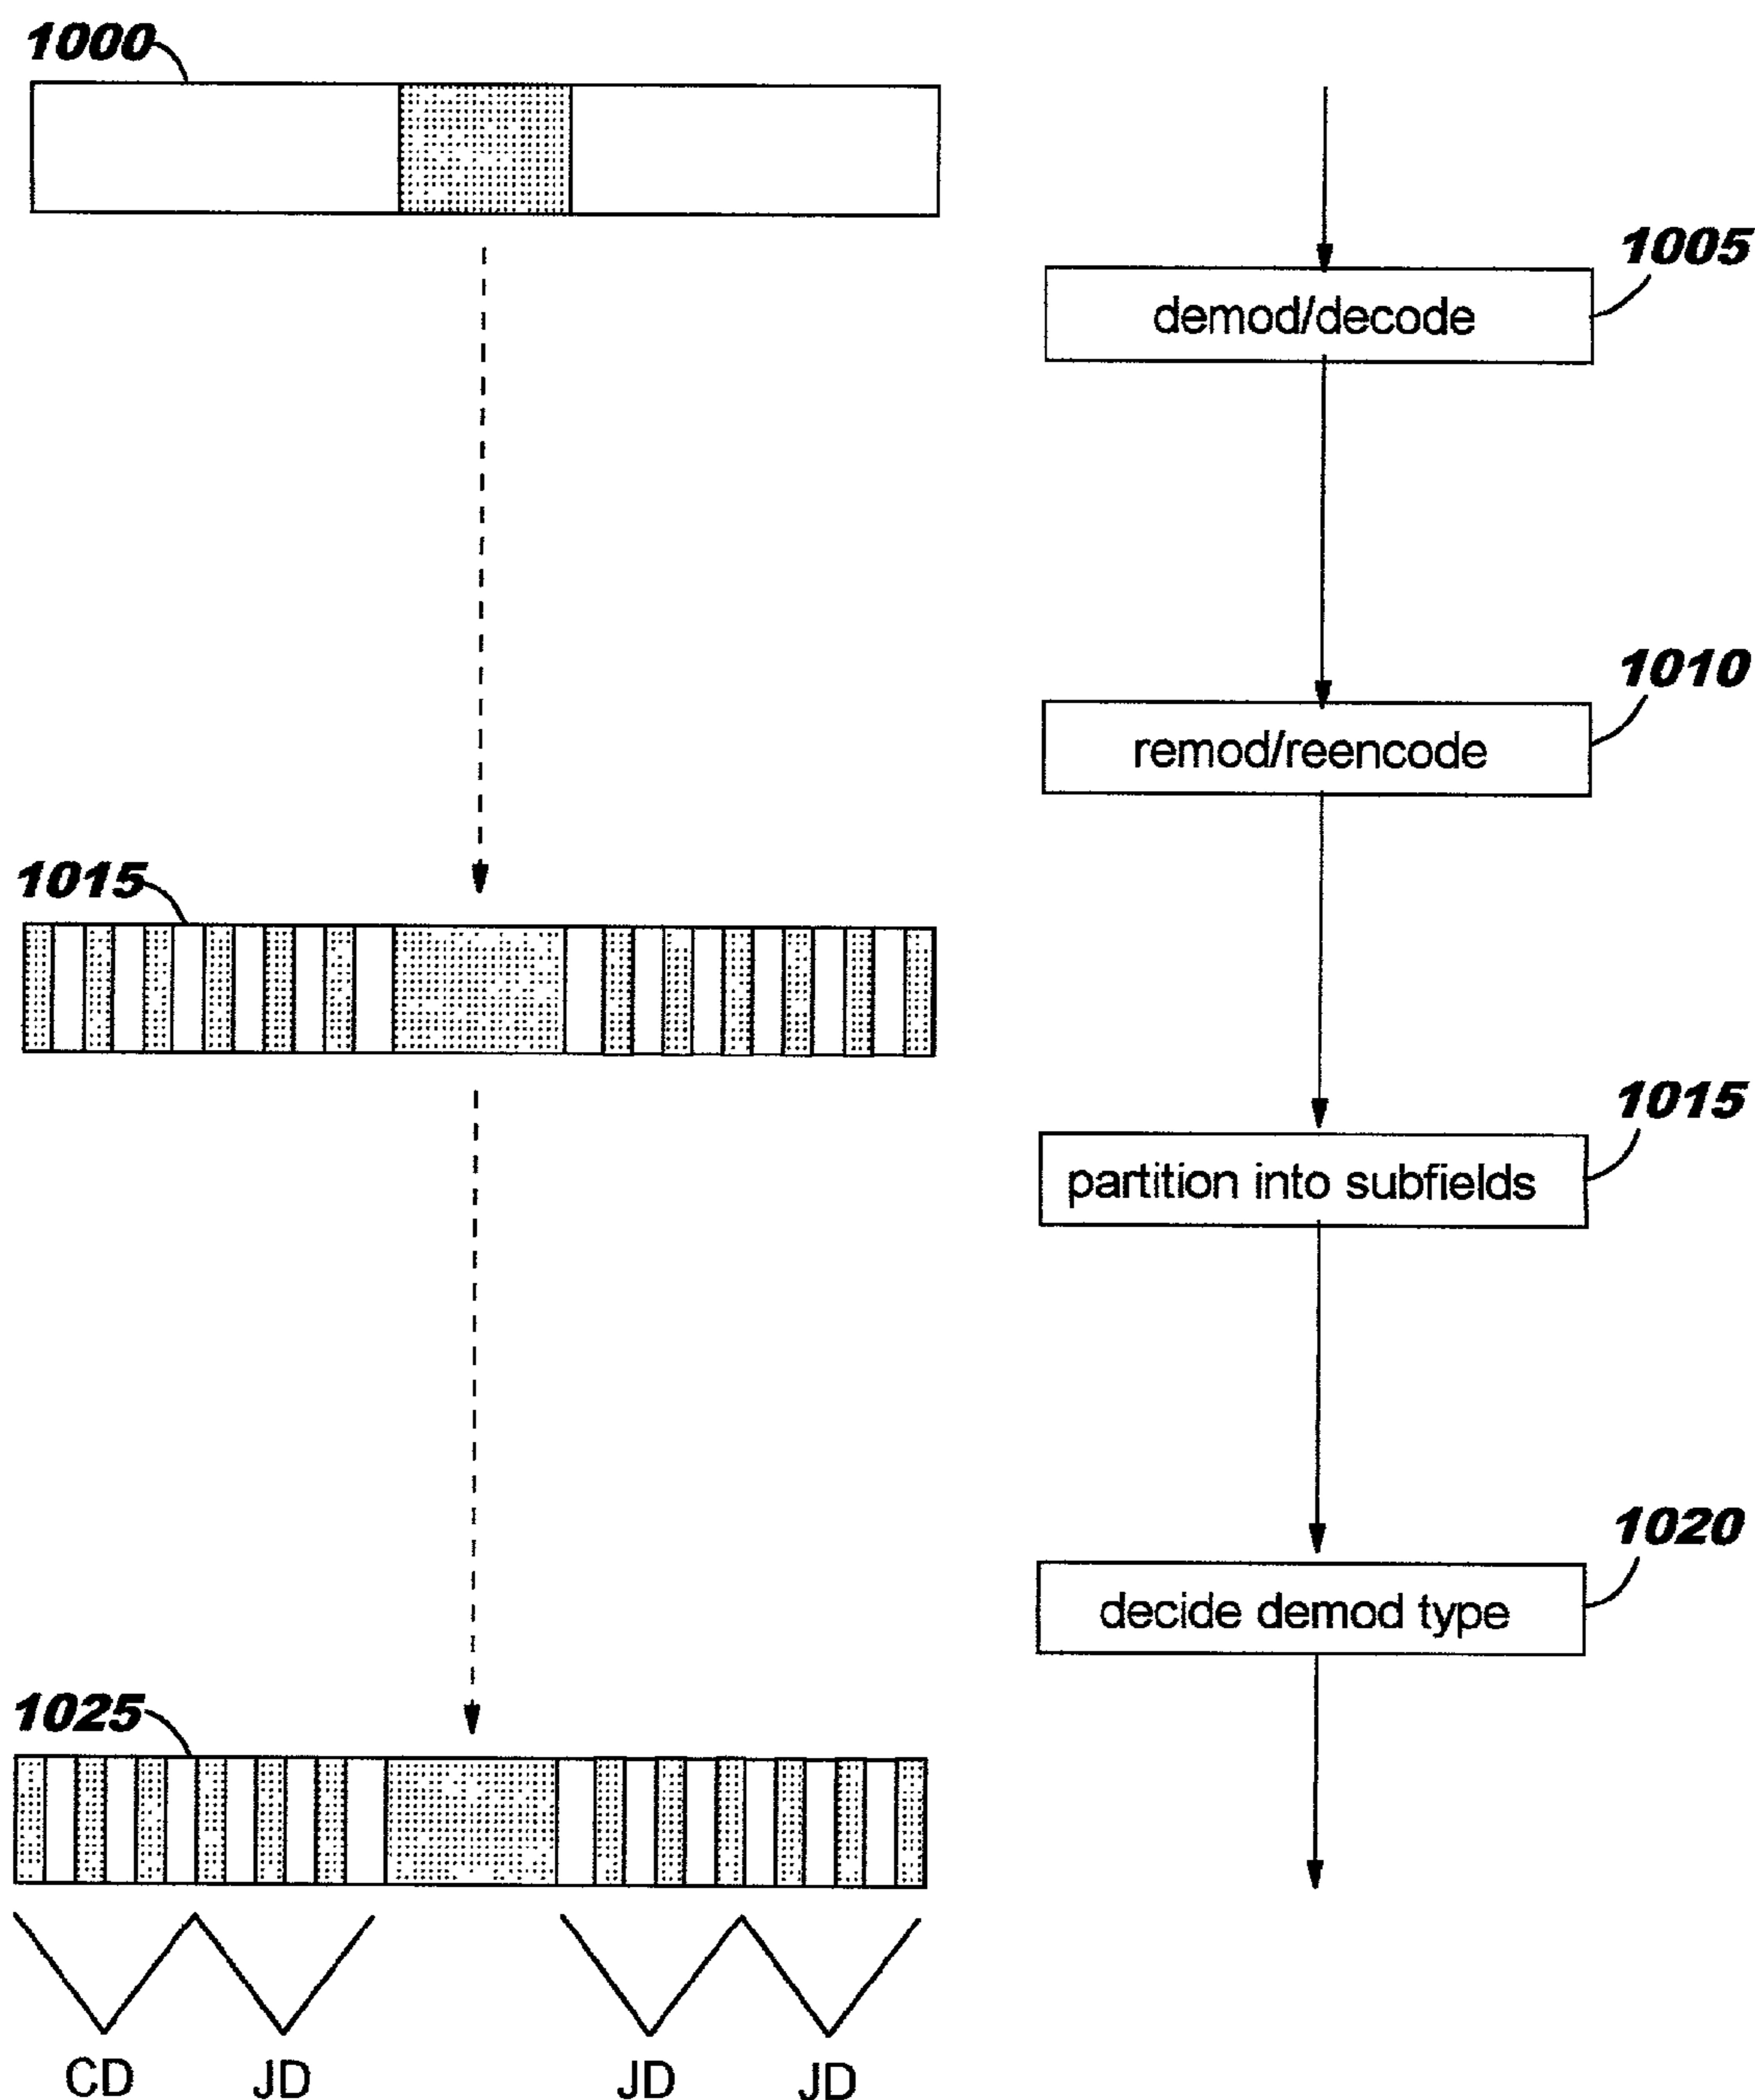 1000
1005
demod/decode
1010
remod/reencode
1015
1015
partition into subfields
1020
decide demod type
1025
CD JD JD JD